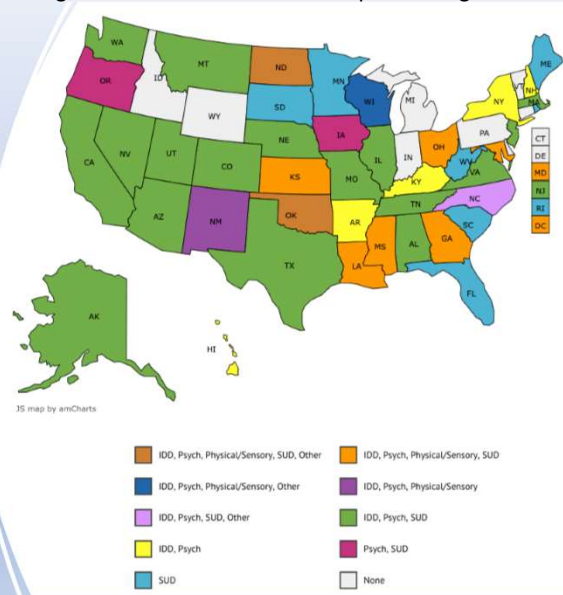 WA
ME
MT
ND
MN
OR
ID
VT
NH
NY
WI
SD
MA
MI
WY
CT
IA
PA
NE
DE
OH
NV
IL
IN
MD
UT
WV
CO
VA
NJ
CA
KS
MO
KY
RI
NC
DC
TN
OK
AZ
NM
AR
SC
MS
AL
GA
TX
LA
FL
AK
HI
JS map by amCharts
IDD, Psych, Physical/Sensory, SUD, Other
IDD, Psych, Physical/Sensory, SUD
IDD, Psych, Physical/Sensory, Other
IDD, Psych, Physical/Sensory
IDD, Psych, SUD, Other
IDD, Psych, SUD
IDD, Psych
Psych, SUD
SUD
None